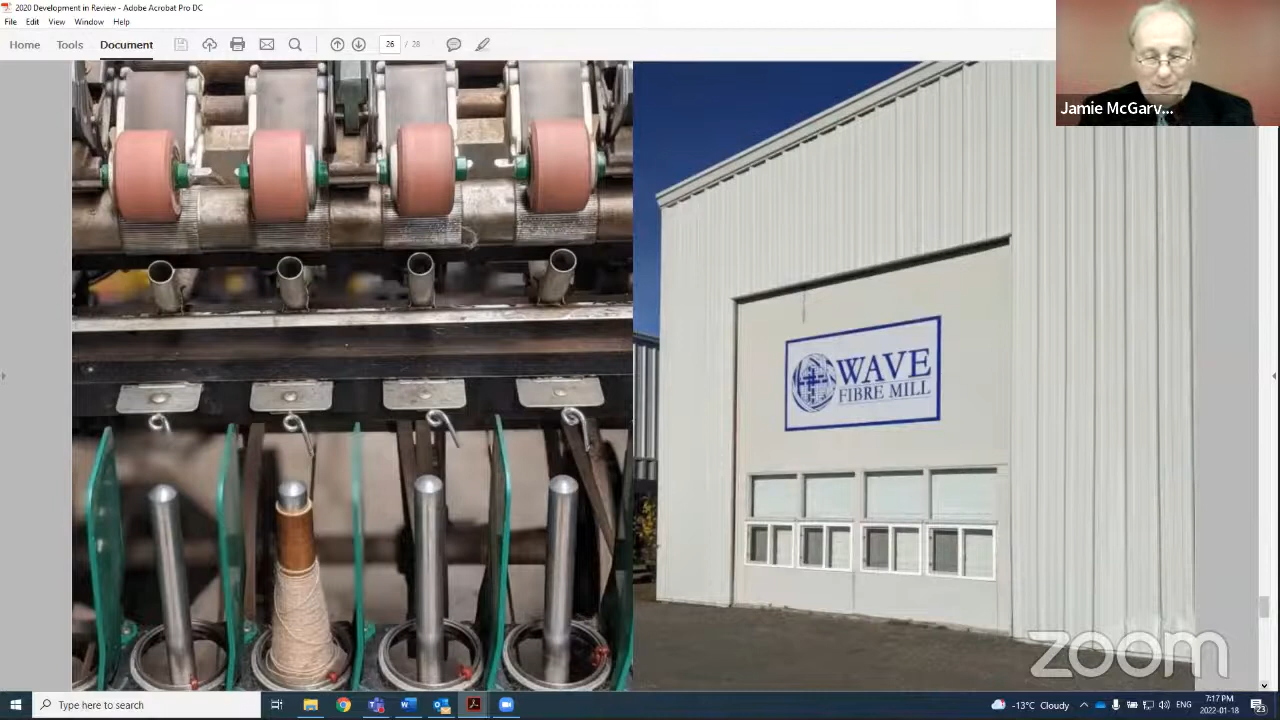 2020 Development in Review - Adobe Acrobat Pro DC
File Edit View Window Help
Home Tools Document
26 / 28
Jamie McGarv...
WAVE
FIBRE MILL
zoom
Type here to search
-13°C Cloudy
ENG
7:17 PM
2022-01-18
23